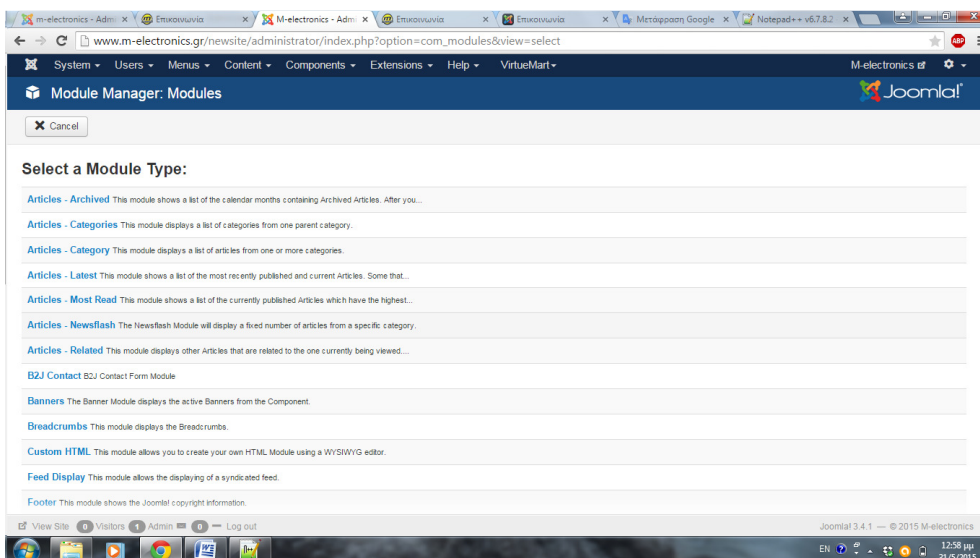 m-electronics - Admi
Επικοινωνία
M-electronics - Admi
Επικοινωνία
Επικοινωνία
Μετάφραση Google
Notepad++ v6.7.8.2
www.m-electronics.gr/newsite/administrator/index.php?option=com_modules&view=select
ABP
System Users Menus Content Components Extensions Help VirtueMart M-electronics
Module Manager: Modules
Joomla!
Cancel
Select a Module Type:
Articles - Archived This module shows a list of the calendar months containing Archived Articles. After you...
Articles - Categories This module displays a list of categories from one parent category.
Articles - Category This module displays a list of articles from one or more categories.
Articles - Latest This module shows a list of the most recently published and current Articles. Some that...
Articles - Most Read This module shows a list of the currently published Articles which have the highest...
Articles - Newsflash The Newsflash Module will display a fixed number of articles from a specific category.
Articles - Related This module displays other Articles that are related to the one currently being viewed....
B2J Contact B2J Contact Form Module
Banners The Banner Module displays the active Banners from the Component.
Breadcrumbs This module displays the Breadcrumbs.
Custom HTML This module allows you to create your own HTML Module using a WYSIWYG editor.
Feed Display This module allows the displaying of a syndicated feed.
Footer This module shows the Joomla! copyright information.
View Site 0 Visitors 1 Admin 0 Log out Joomla! 3.4.1 — © 2015 M-electronics
EN 12:58 μμ
21/5/2015